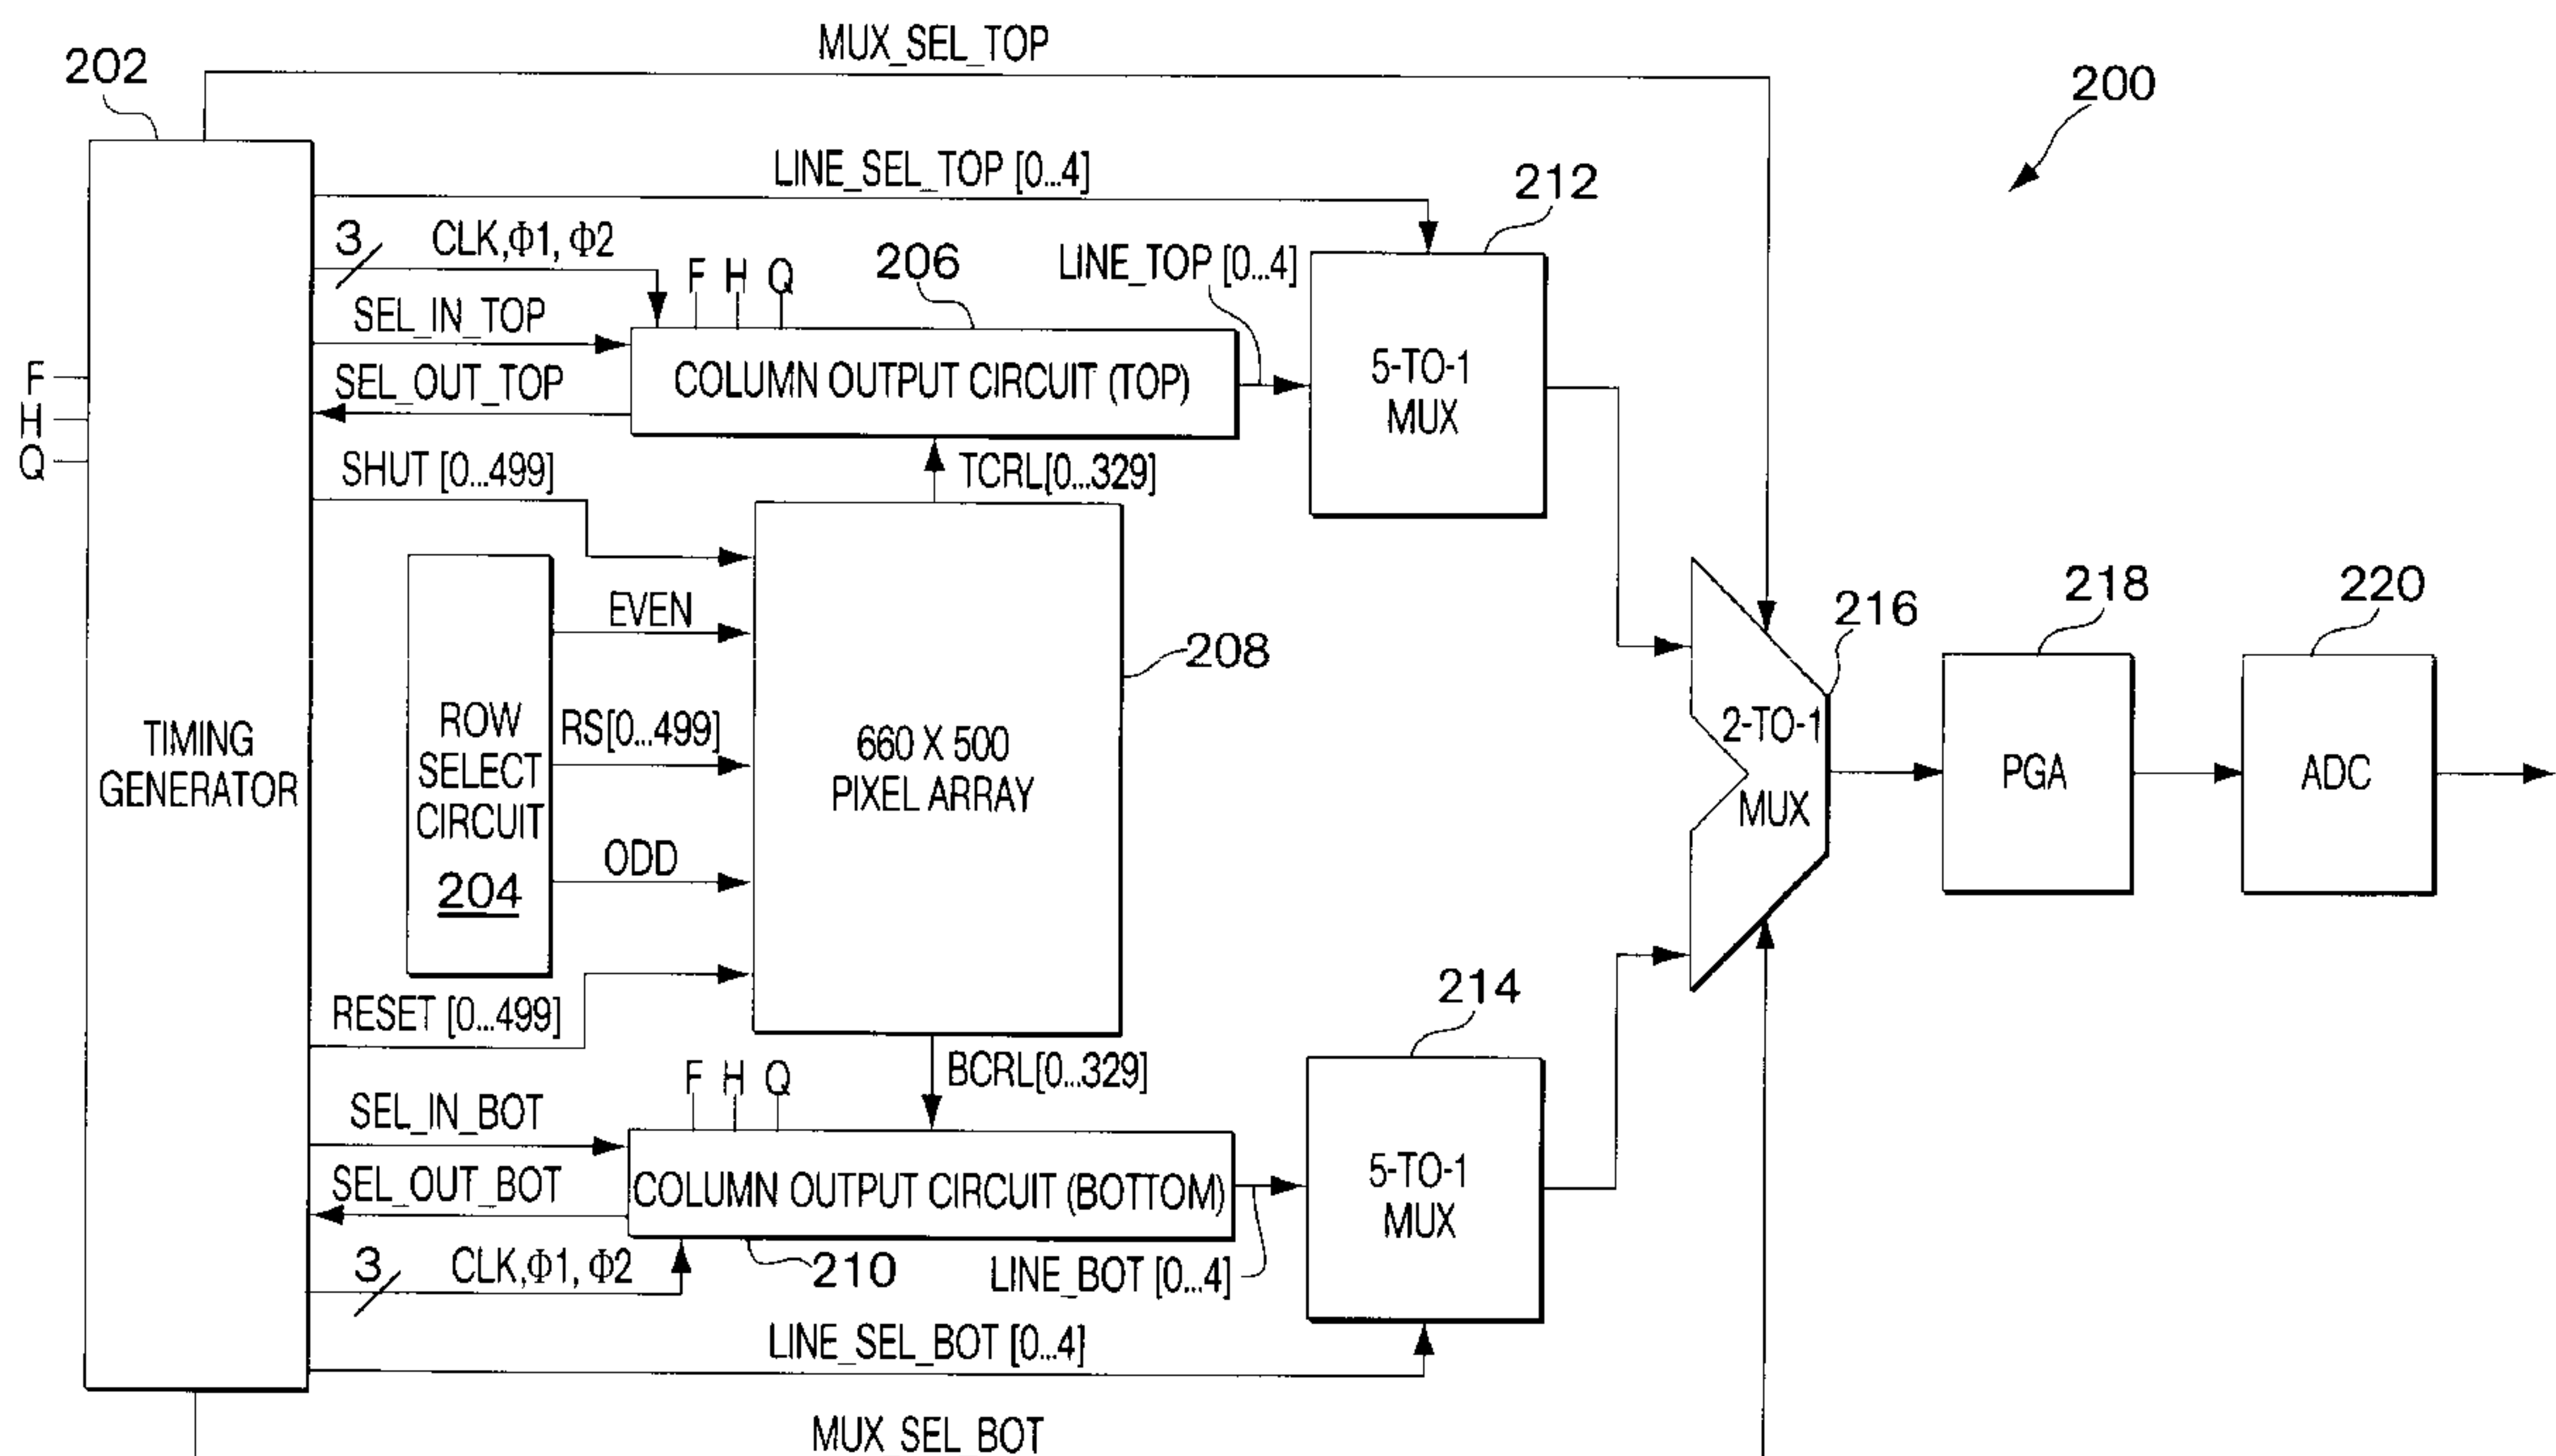 MUX_SEL_TOP
202
200
LINE_SEL_TOP [0...4]
212
3
CLK,Φ1, Φ2
F H Q
206
LINE_TOP [0...4]
SEL_IN_TOP
COLUMN OUTPUT CIRCUIT (TOP)
SEL_OUT_TOP
5-TO-1
MUX
F
H
Q
SHUT [0...499]
TCRL[0...329]
EVEN
208
216
218
220
ROW
SELECT
CIRCUIT
204
RS[0...499]
660 X 500
PIXEL ARRAY
TIMING
GENERATOR
2-TO-1
MUX
PGA
ADC
ODD
RESET [0...499]
214
F H Q
BCRL[0...329]
SEL_IN_BOT
SEL_OUT_BOT
COLUMN OUTPUT CIRCUIT (BOTTOM)
5-TO-1
MUX
3
CLK,Φ1, Φ2
210
LINE_BOT [0...4]
LINE_SEL_BOT [0...4]
MUX SEL BOT